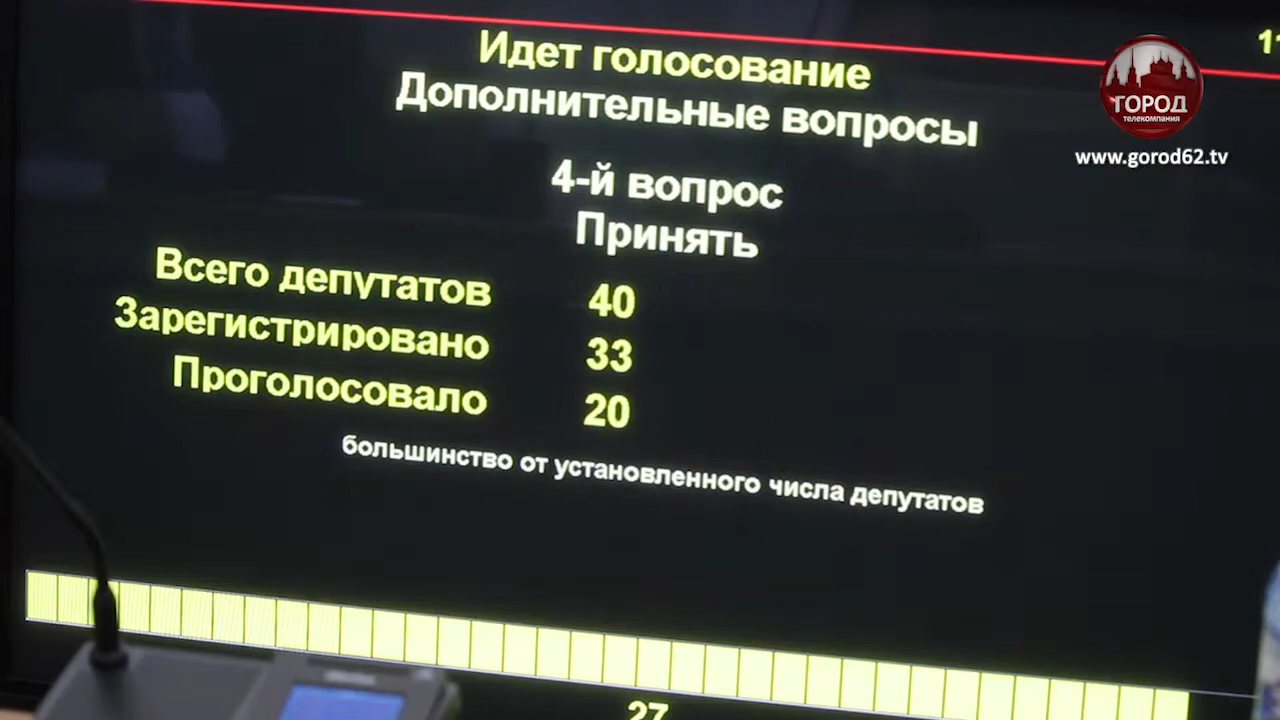 Идет голосование
Дополнительные вопросы
4-й вопрос
Принять
Всего депутатов 40
Зарегистрировано 33
Проголосовало 20
большинство от установленного числа депутатов
27
ГОРОД
телекомпания
www.gorod62.tv